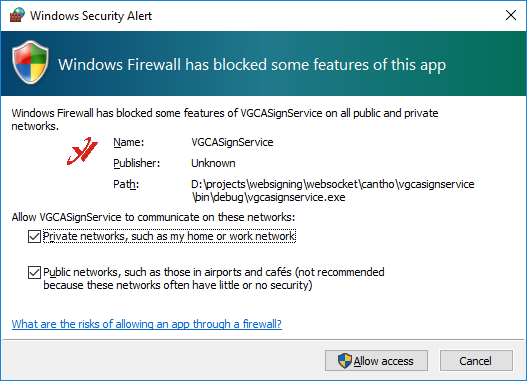 Windows Security Alert
Windows Firewall has blocked some features of this app
Windows Firewall has blocked some features of VGCASignService on all public and private
networks.
Name: VGCASignService
Publisher: Unknown
Path: D:\projects\websigning\websocket\cantho\vgcasignservice
\bin\debug\vgcasignservice.exe
Allow VGCASignService to communicate on these networks:
Private networks, such as my home or work network
Public networks, such as those in airports and cafés (not recommended
because these networks often have little or no security)
What are the risks of allowing an app through a firewall?
Allow access Cancel